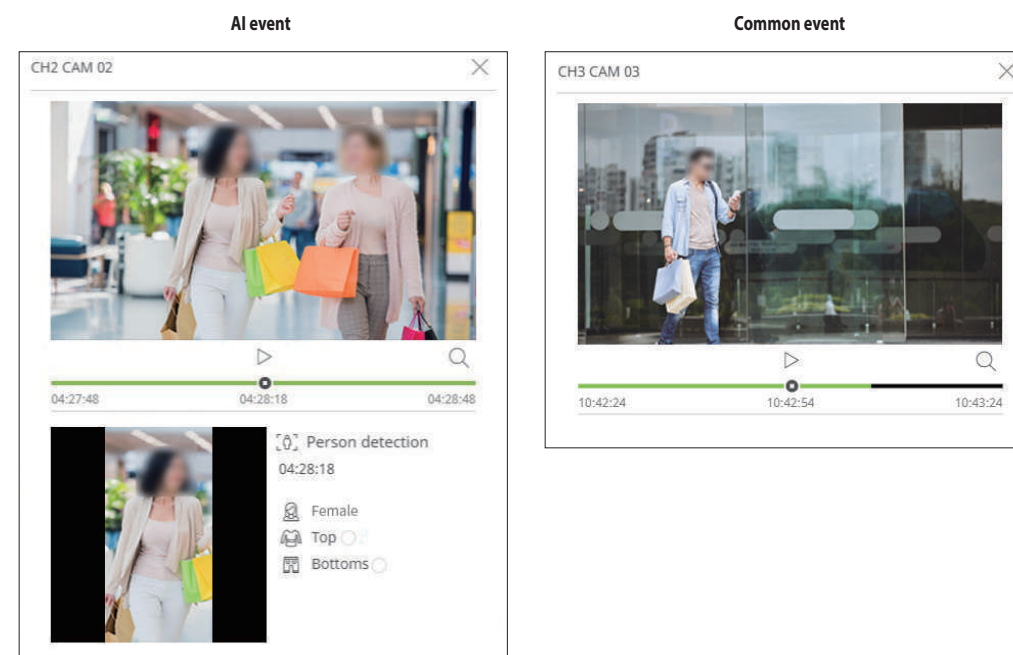 AI event
CH2 CAM 02
04:27:48 04:28:18 04:28:48
Person detection
04:28:18
Female
Top
Bottoms
Common event
CH3 CAM 03
10:42:24 10:42:54 10:43:24